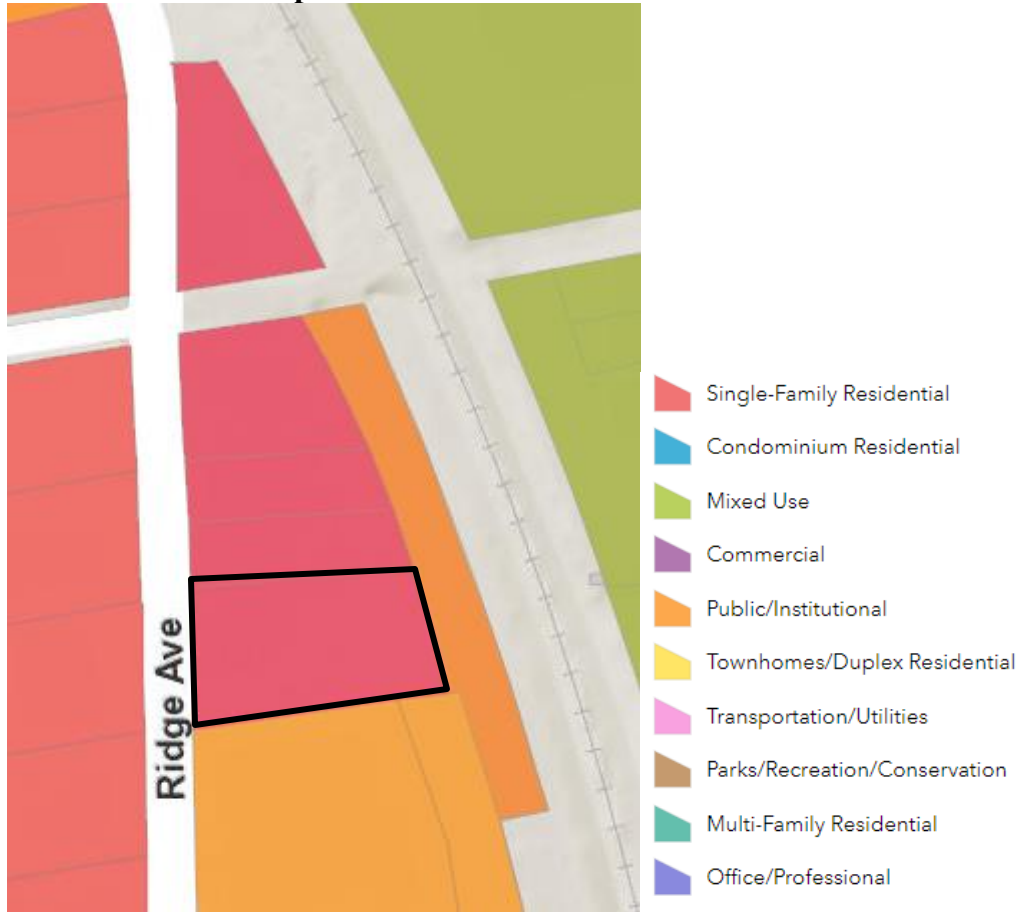 Ridge Ave
Single-Family Residential
Condominium Residential
Mixed Use
Commercial
Public/Institutional
Townhomes/Duplex Residential
Transportation/Utilities
Parks/Recreation/Conservation
Multi-Family Residential
Office/Professional